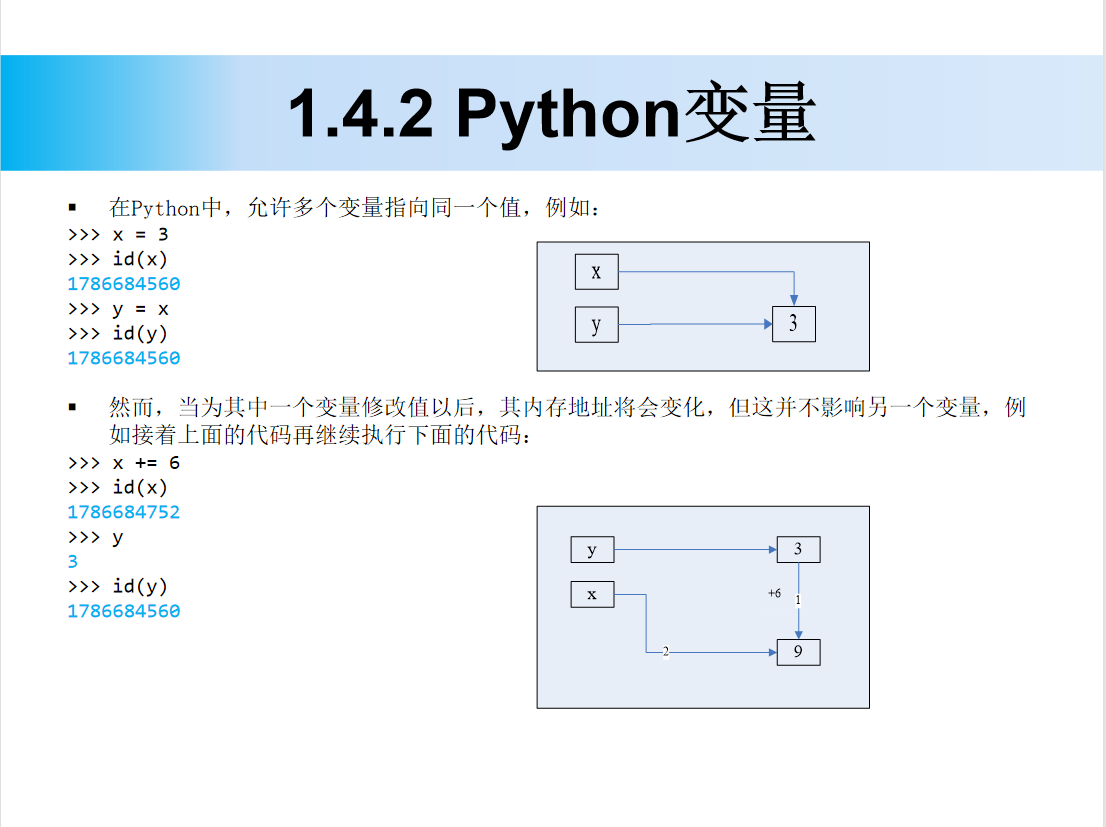 1.4.2 Python变量
▪ 在Python中，允许多个变量指向同一个值，例如：
>>> x = 3
>>> id(x)
1786684560
>>> y = x
>>> id(y)
1786684560
x
y
3
▪ 然而，当为其中一个变量修改值以后，其内存地址将会变化，但这并不影响另一个变量，例
如接着上面的代码再继续执行下面的代码：
>>> x += 6
>>> id(x)
1786684752
>>> y
3
>>> id(y)
1786684560
y
3
x
+6
1
2
9